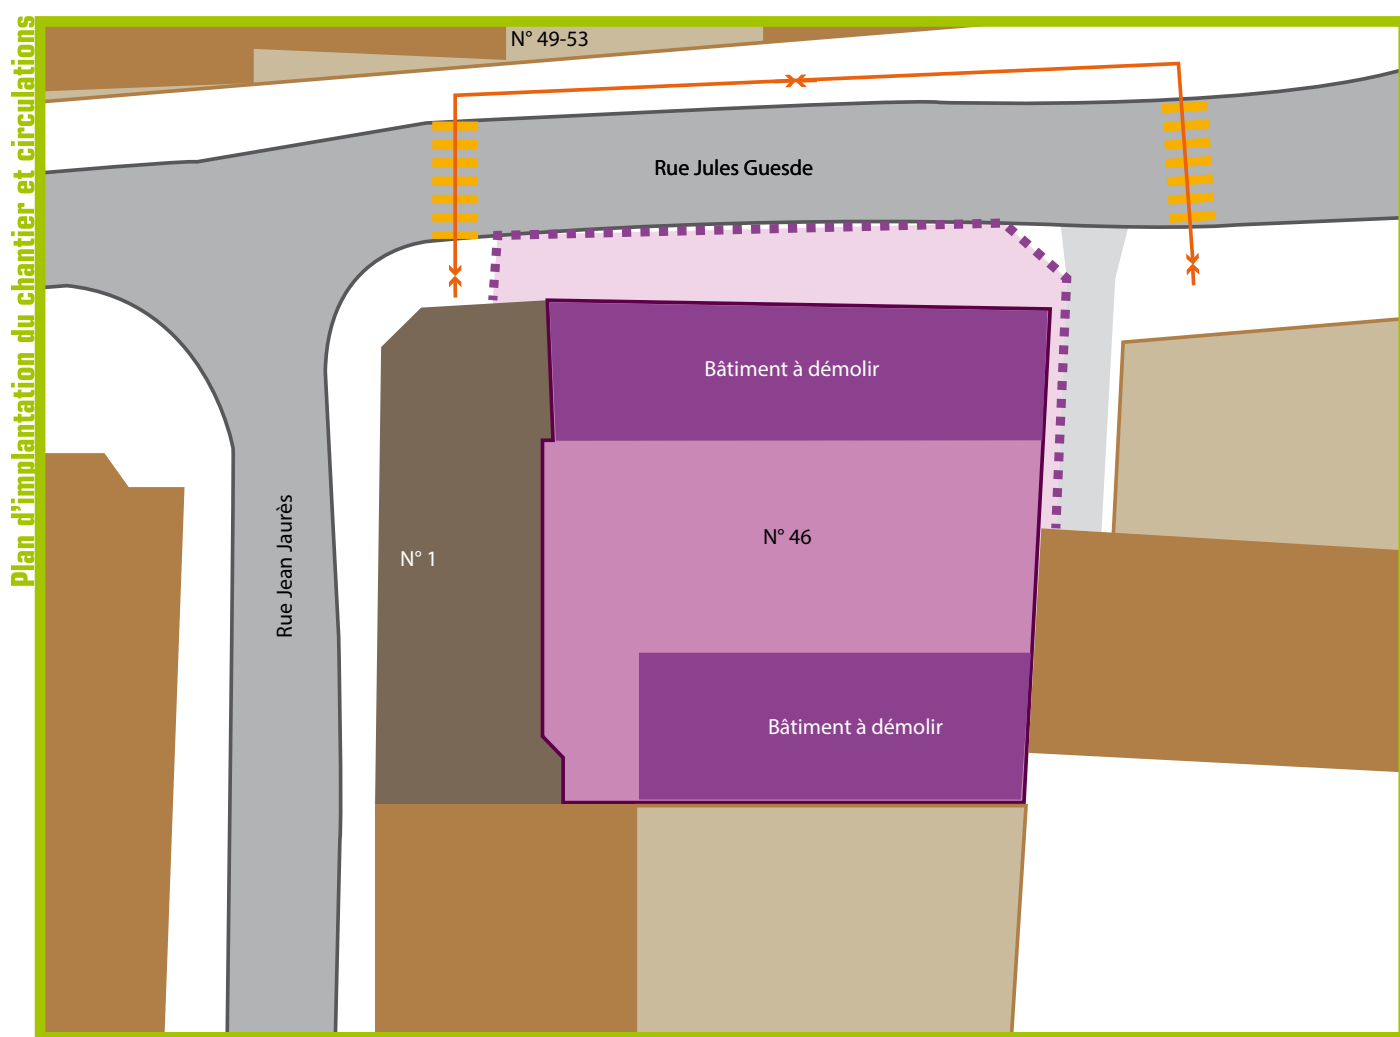 Plan d'implantation du chantier et circulations
N° 49-53
Rue Jules Guesde
Bâtiment à démolir
Rue Jean Jaurès
N° 1
N° 46
Bâtiment à démolir